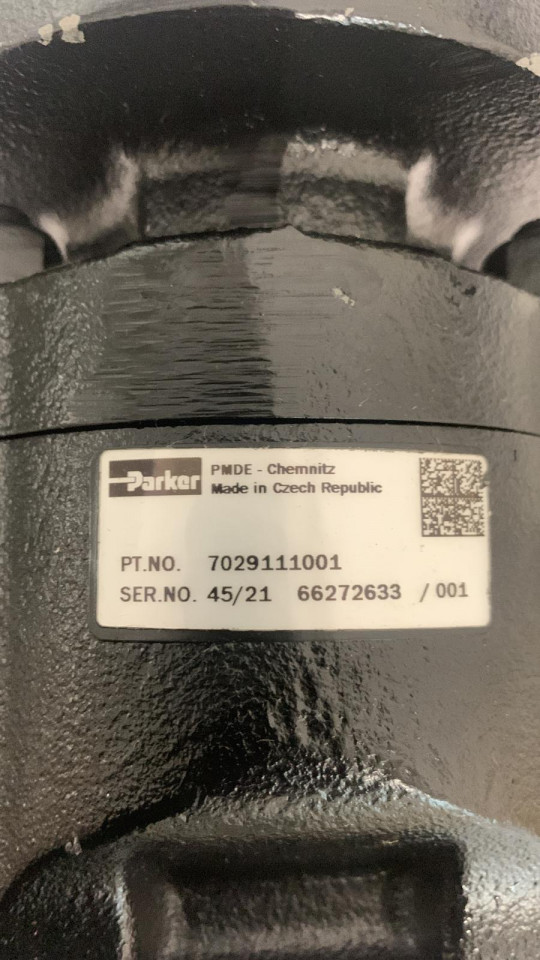 Parker
PMDE - Chemnitz
Made in Czech Republic
PT.NO. 7029111001
SER.NO. 45/21 66272633 / 001